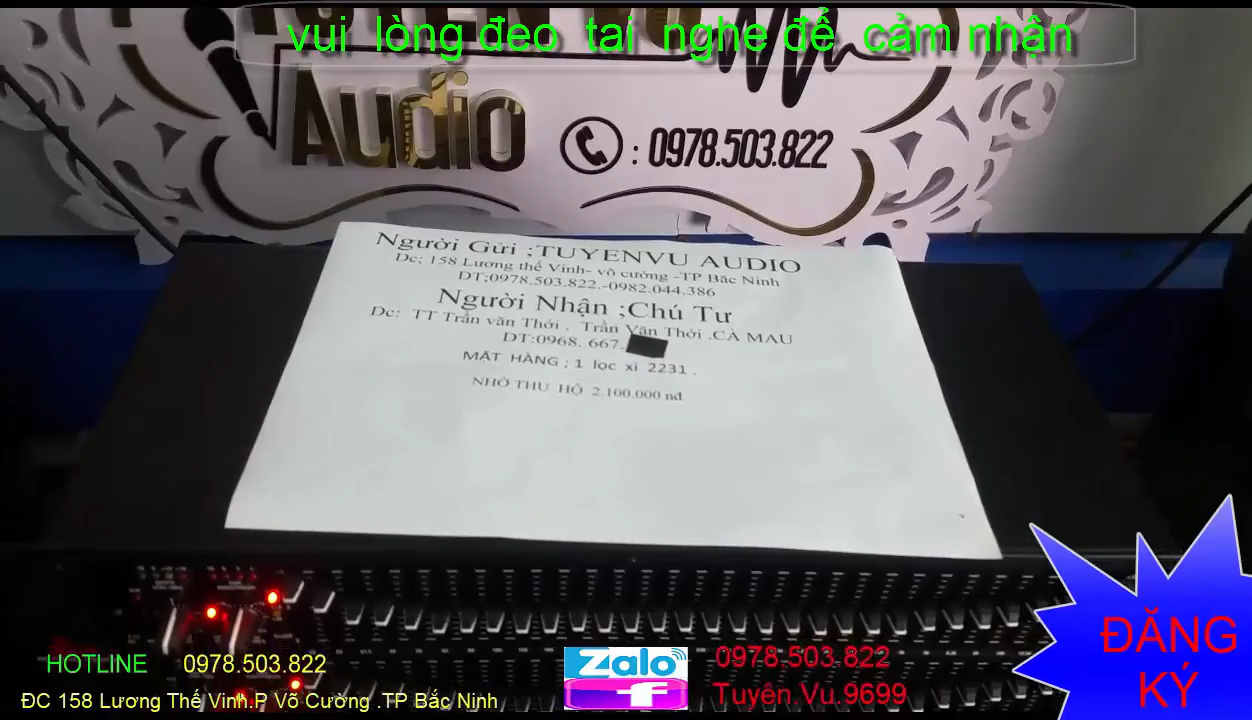 vui lòng đeo tai nghe để cảm nhận
Audio
: 0978.503.822
Người Gửi ;TUYENVU AUDIO
Dc; 158 Lương thế Vinh- võ cường -TP Băc Ninh
DT;0978.503.822.-0982.044.386
Người Nhận ;Chú Tư
Dc: TT Trần văn Thới . Trần Văn Thới .CÀ MAU
DT:0968. 667.
MẶT HÀNG ; 1 lọc xì 2231 .
NHỜ THU HỘ 2.100.000 nđ
HOTLINE 0978.503.822
ĐC 158 Lương Thế Vinh.P Võ Cường .TP Bắc Ninh
Zalo 0978.503.822
f Tuyên.Vu.9699
ĐĂNG
KÝ